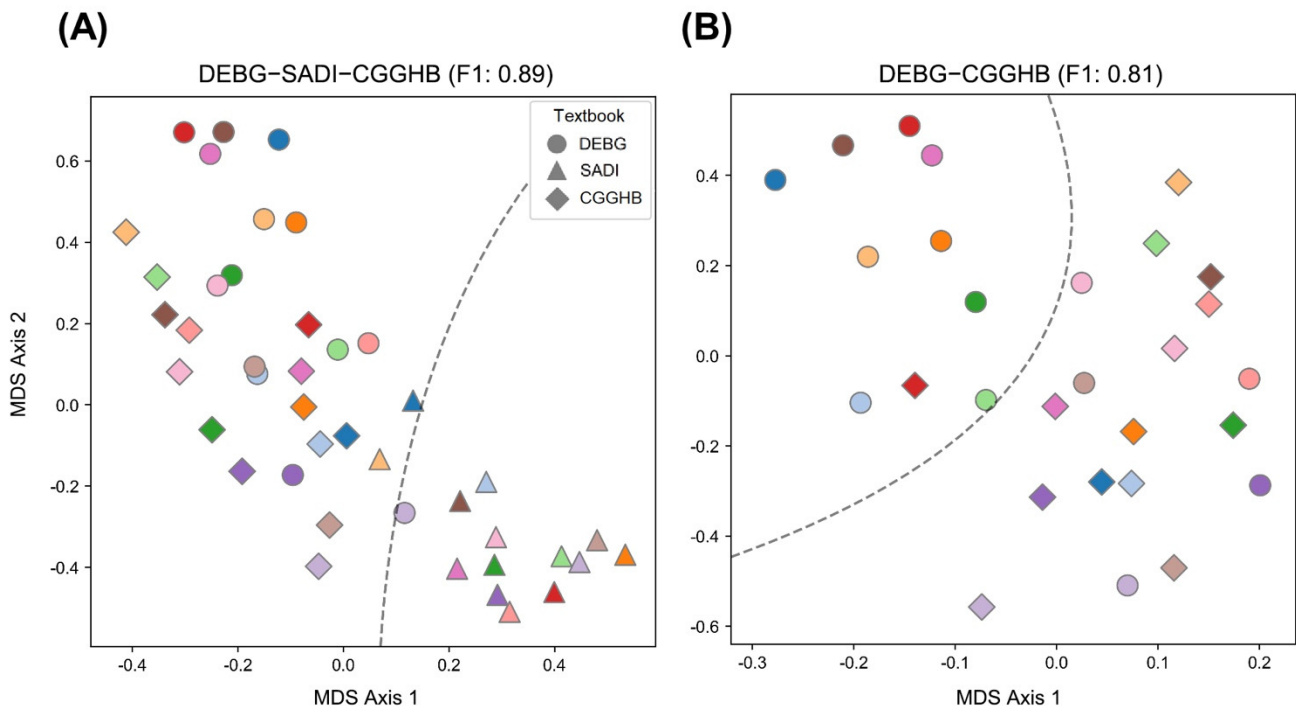 (A)
DEBG−SADI−CGGHB (F1: 0.89)
Textbook
DEBG
SADI
CGGHB
MDS Axis 2
0.6
0.4
0.2
0.0
-0.2
-0.4
-0.4
-0.2
0.0
0.2
0.4
MDS Axis 1
(B)
DEBG−CGGHB (F1: 0.81)
0.4
0.2
0.0
-0.2
-0.4
-0.6
-0.3
-0.2
-0.1
0.0
0.1
0.2
MDS Axis 1